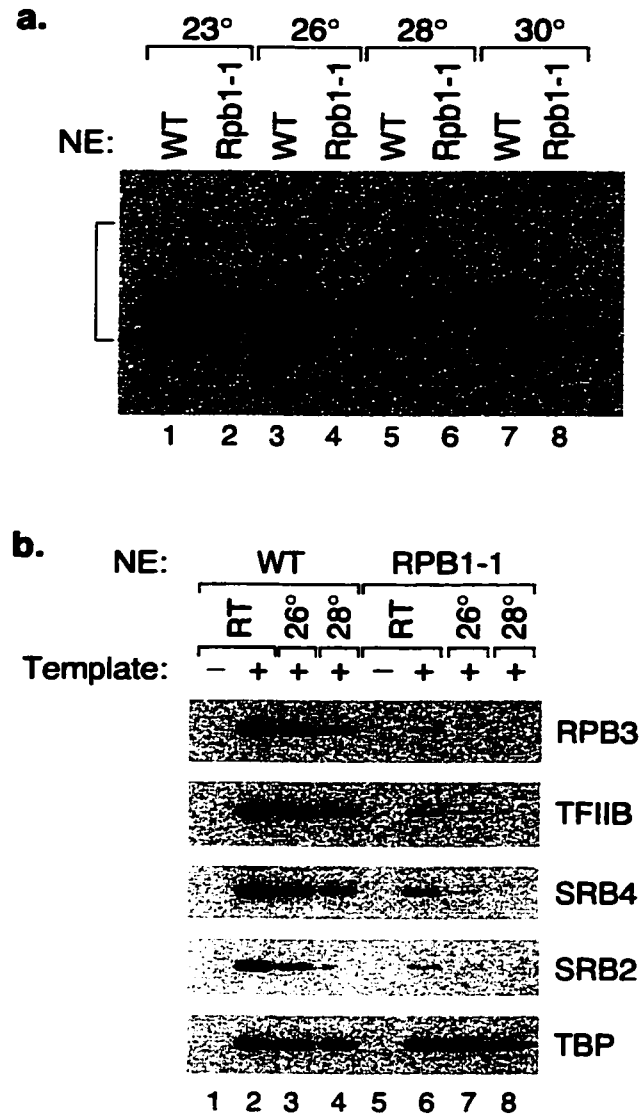 a.
23° 26° 28° 30°
NE: WT Rpb1-1 WT Rpb1-1 WT Rpb1-1 WT Rpb1-1
1 2 3 4 5 6 7 8
b.
NE: WT RPB1-1
RT 26° 28° RT 26° 28°
Template: − + + + − + + +
RPB3
TFIIB
SRB4
SRB2
TBP
1 2 3 4 5 6 7 8